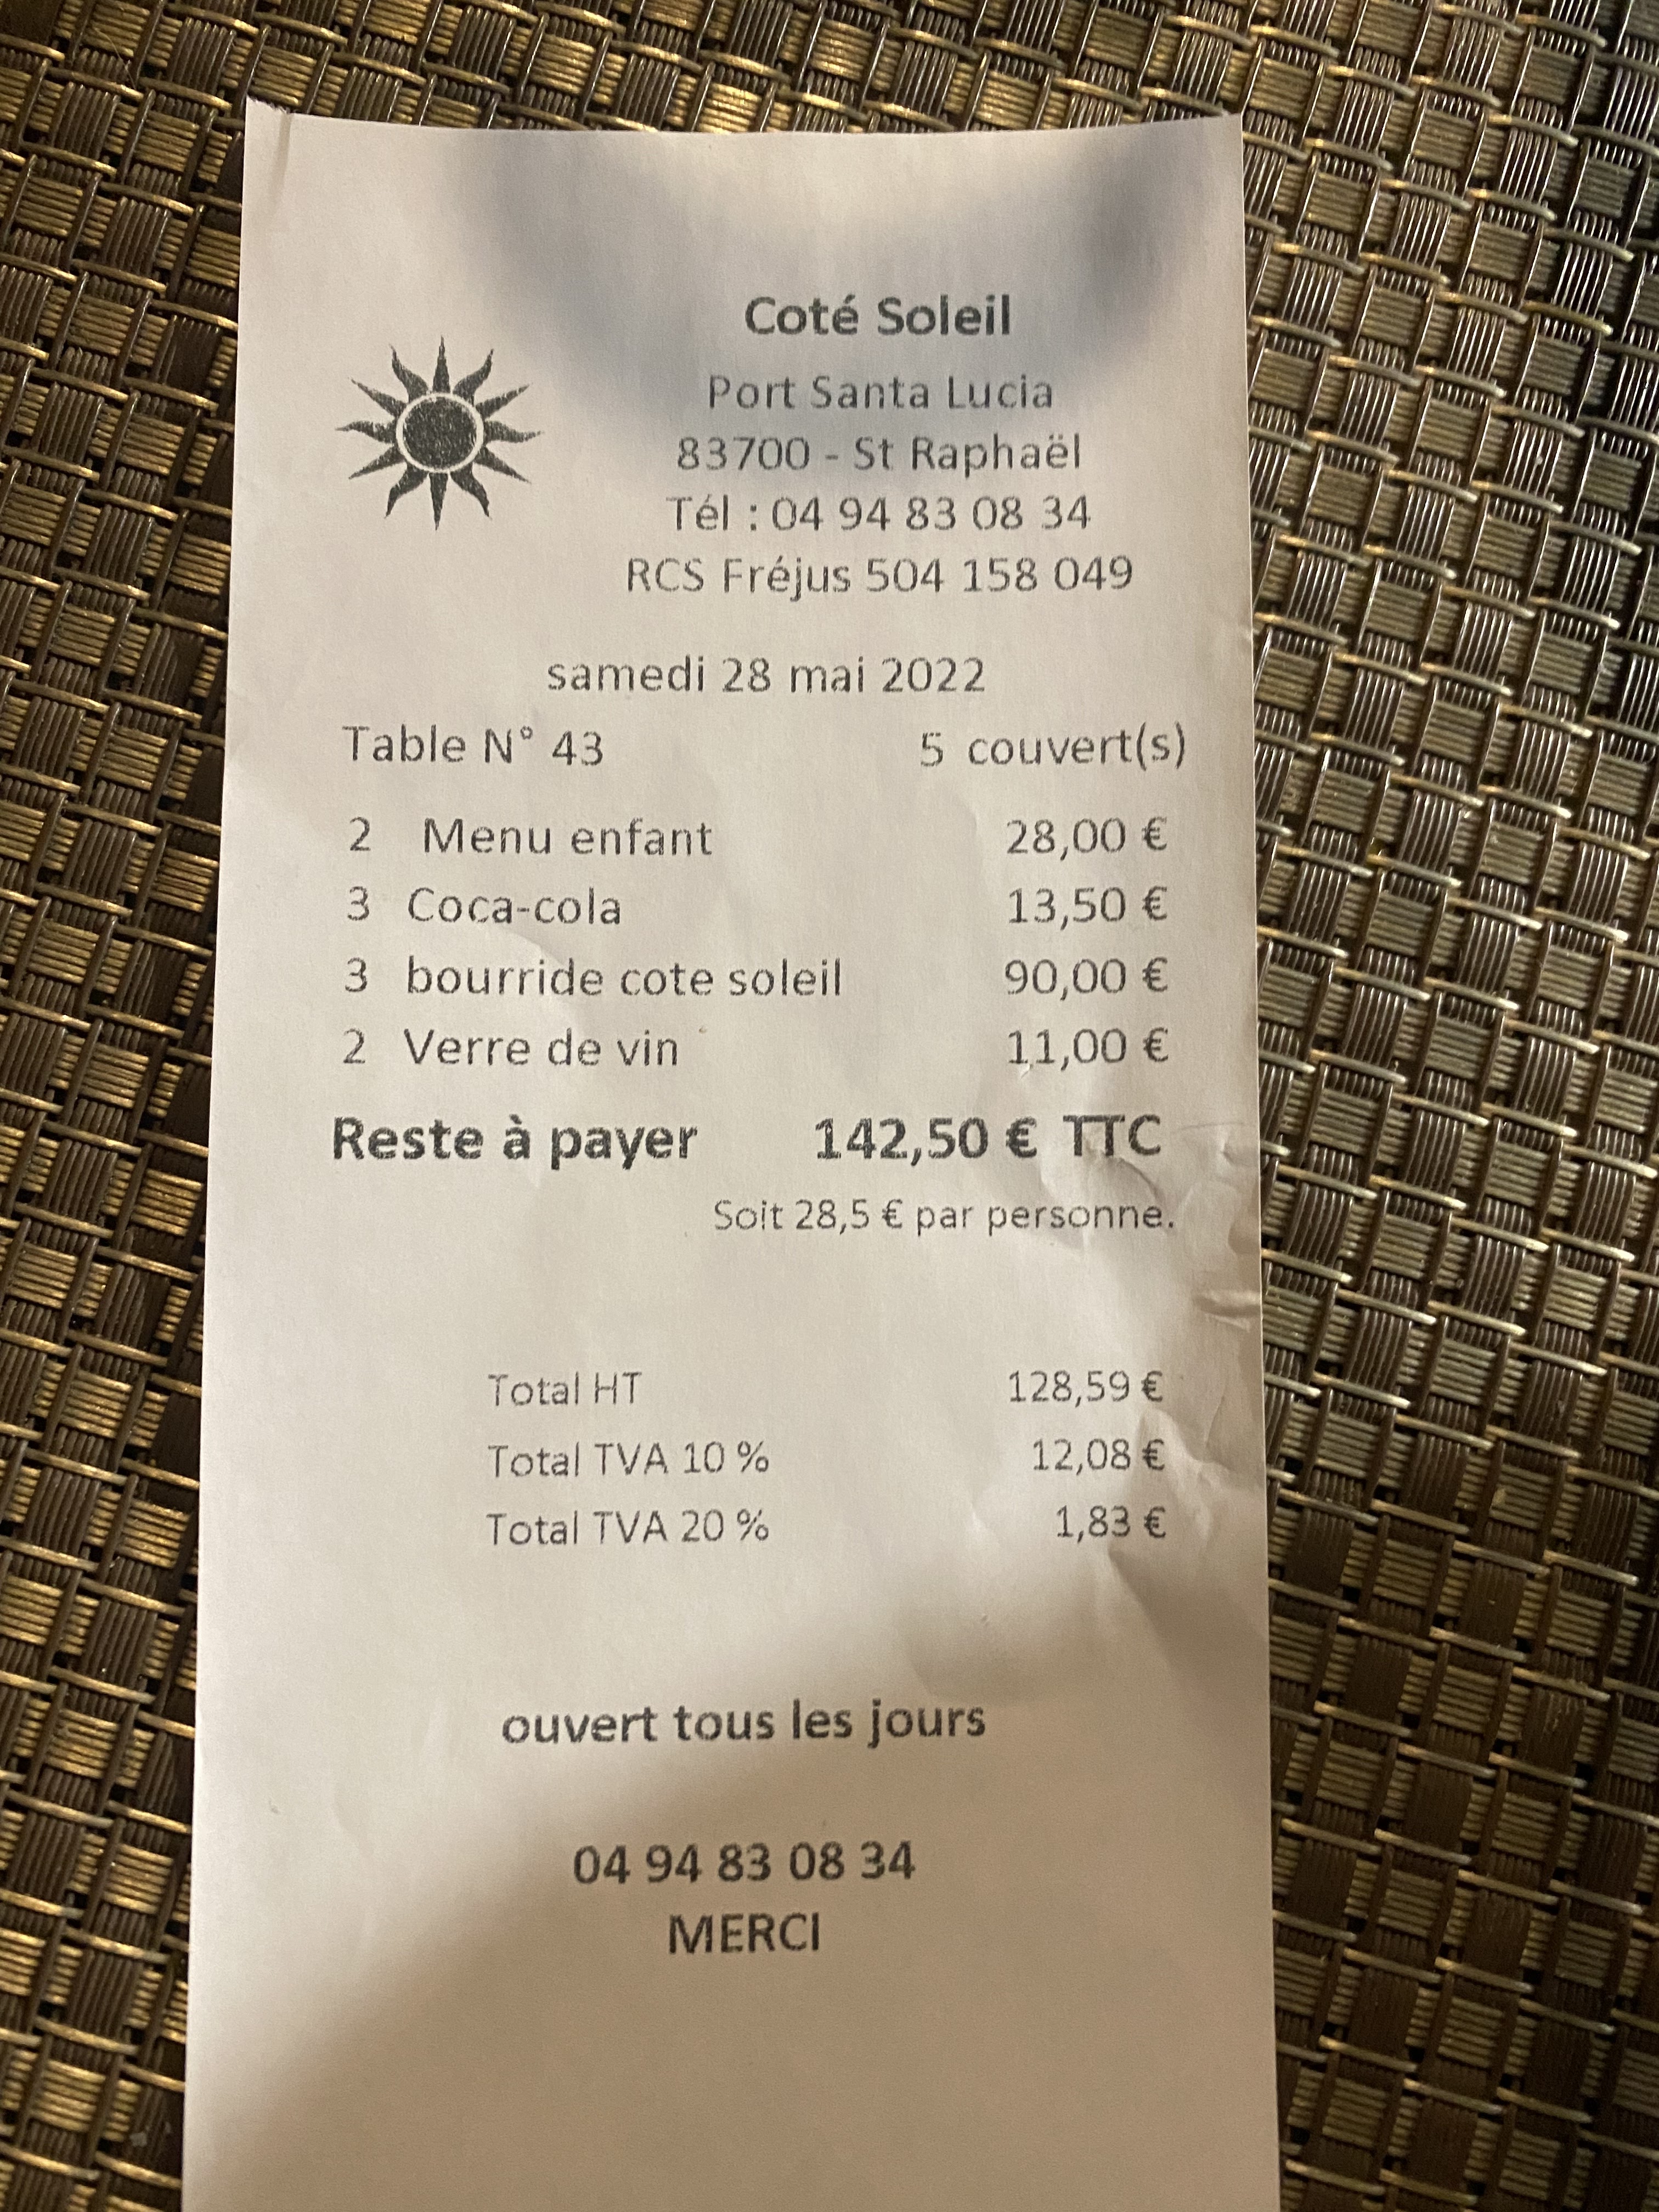 Coté Soleil
Port Santa Lucia
83700 - St Raphaël
Tél : 04 94 83 08 34
RCS Fréjus 504 158 049
samedi 28 mai 2022
Table N° 43 5 couvert(s)
2 Menu enfant 28,00 €
3 Coca-cola 13,50 €
3 bourride cote soleil 90,00 €
2 Verre de vin 11,00 €
Reste à payer 142,50 € TTC
Soit 28,5 € par personne.
Total HT 128,59 €
Total TVA 10 % 12,08 €
Total TVA 20 % 1,83 €
ouvert tous les jours
04 94 83 08 34
MERCI